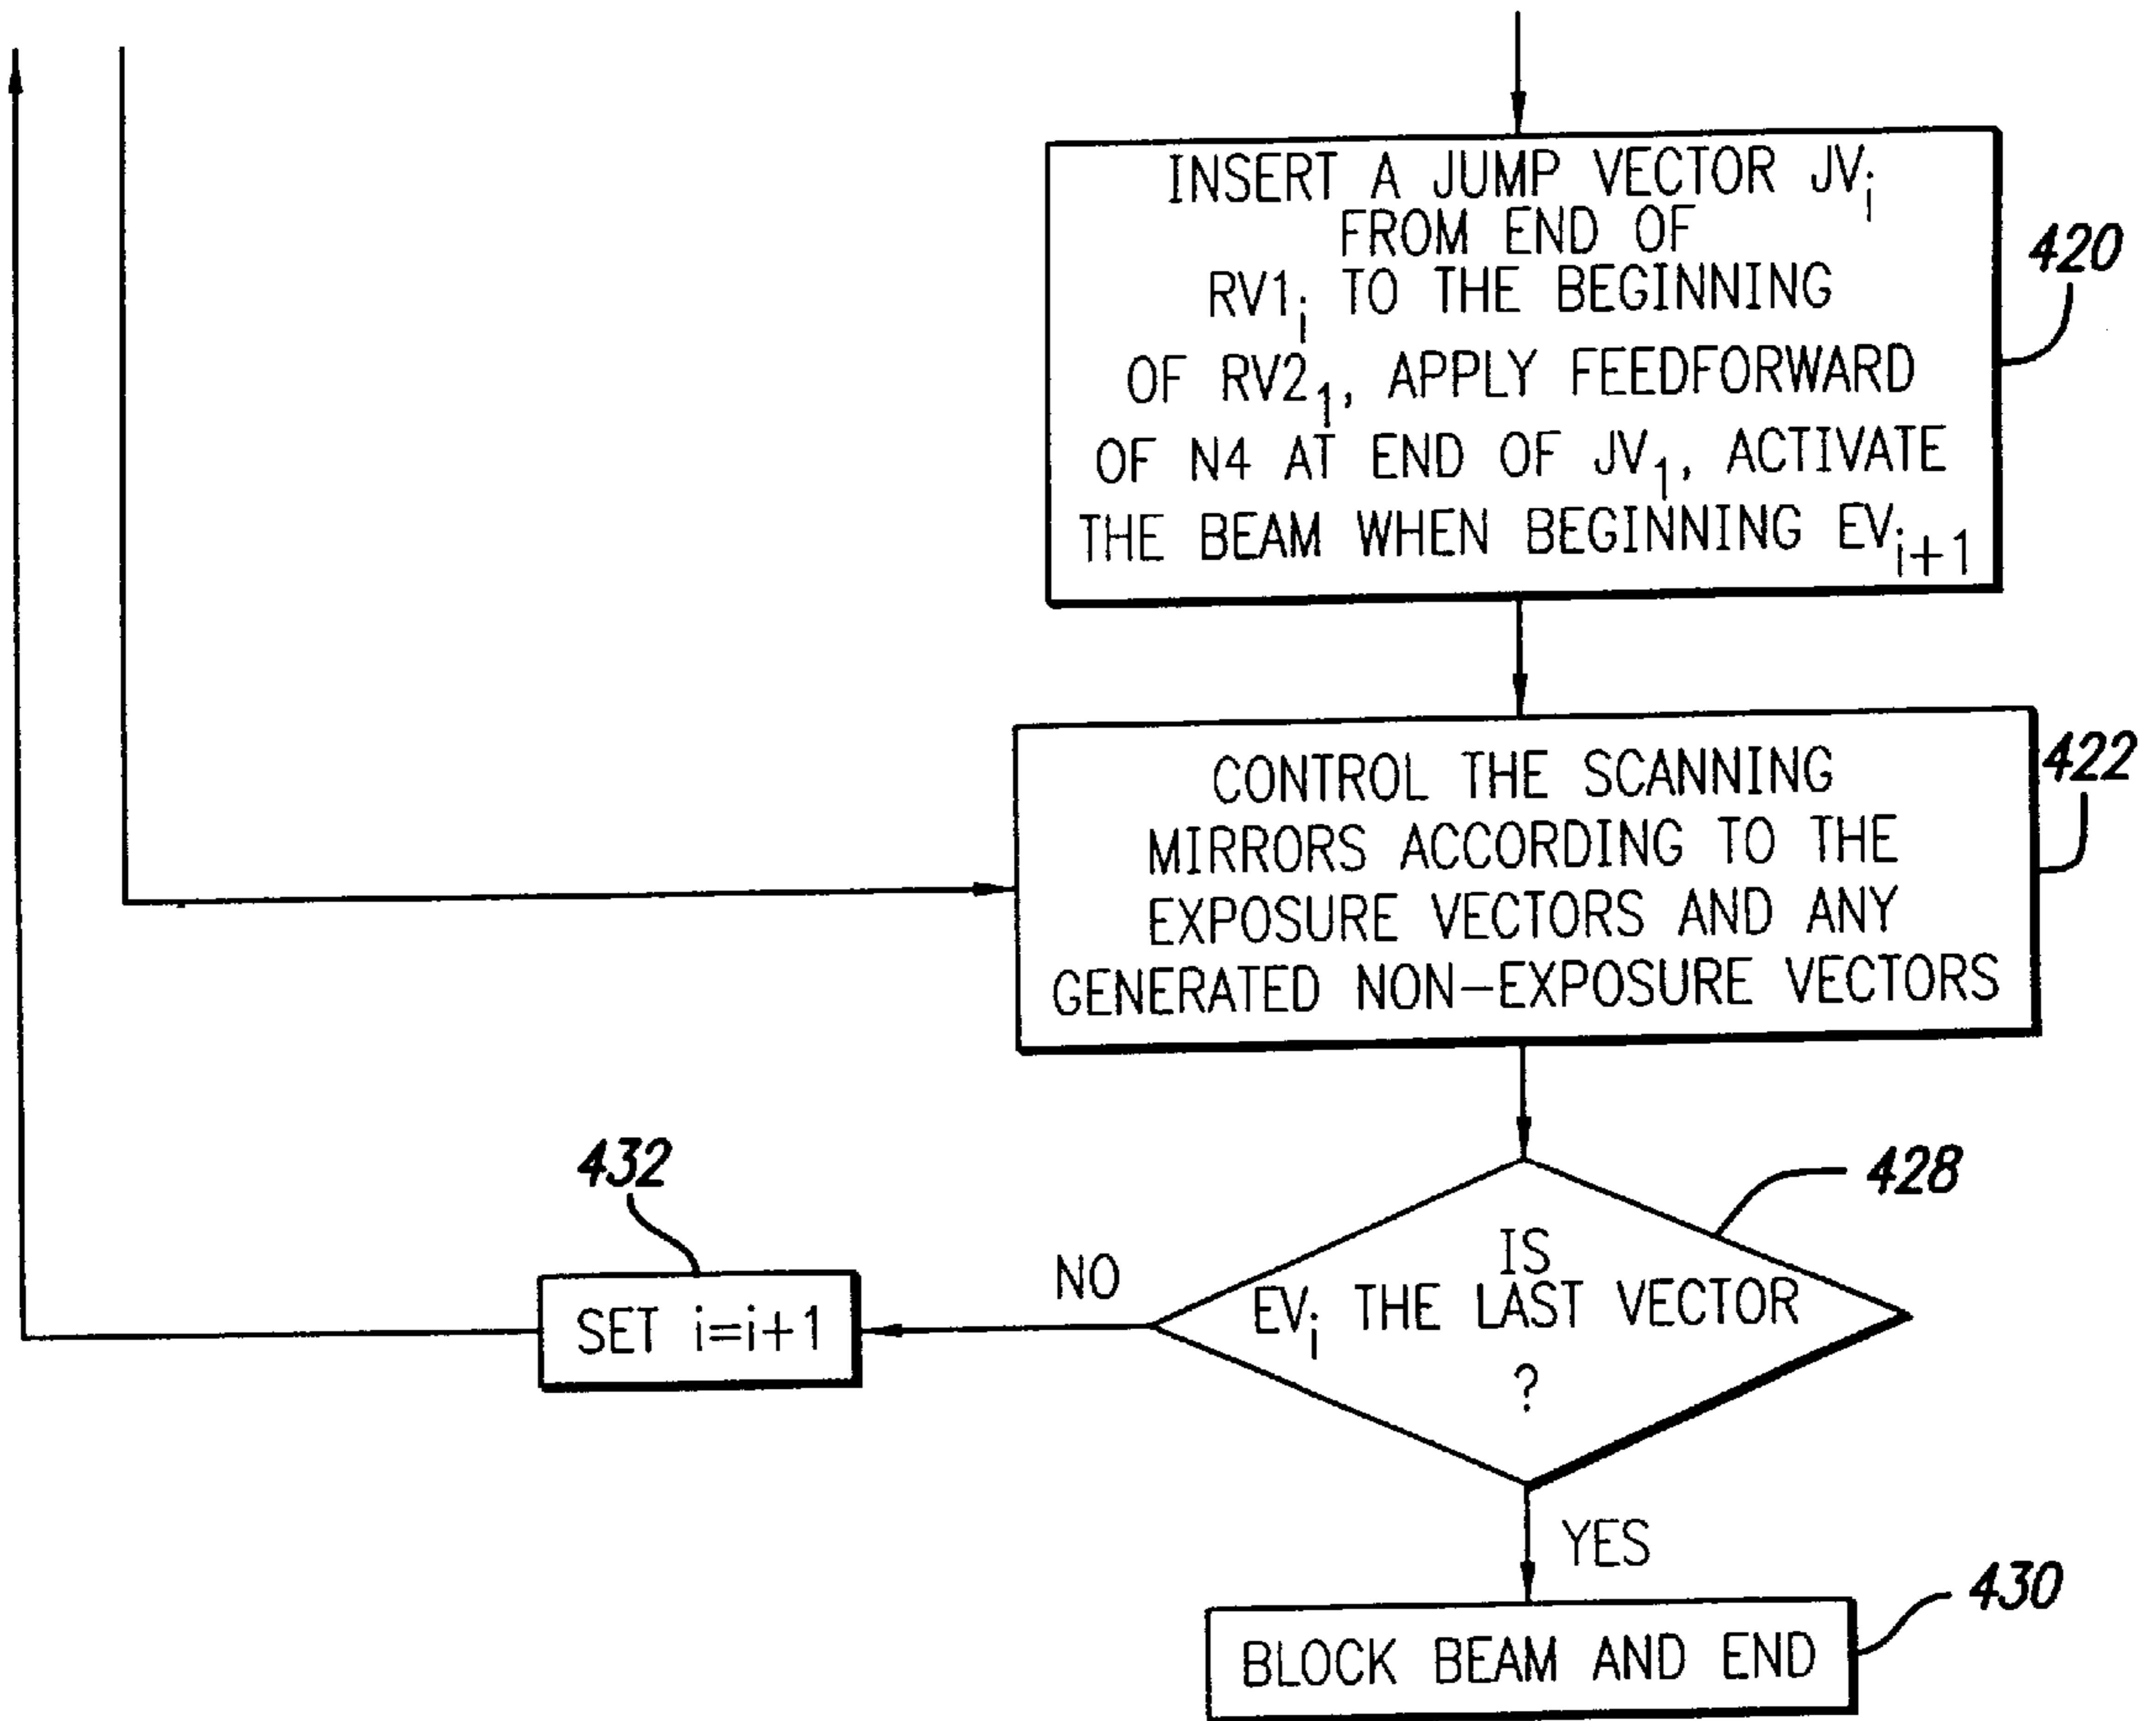 INSERT A JUMP VECTOR JVᵢ
FROM END OF
RV1ᵢ TO THE BEGINNING
OF RV2₁, APPLY FEEDFORWARD
OF N4 AT END OF JV₁, ACTIVATE
THE BEAM WHEN BEGINNING EVᵢ₊₁
420
CONTROL THE SCANNING
MIRRORS ACCORDING TO THE
EXPOSURE VECTORS AND ANY
GENERATED NON-EXPOSURE VECTORS
422
432
SET i=i+1
NO
IS
EVᵢ THE LAST VECTOR
?
428
YES
BLOCK BEAM AND END
430